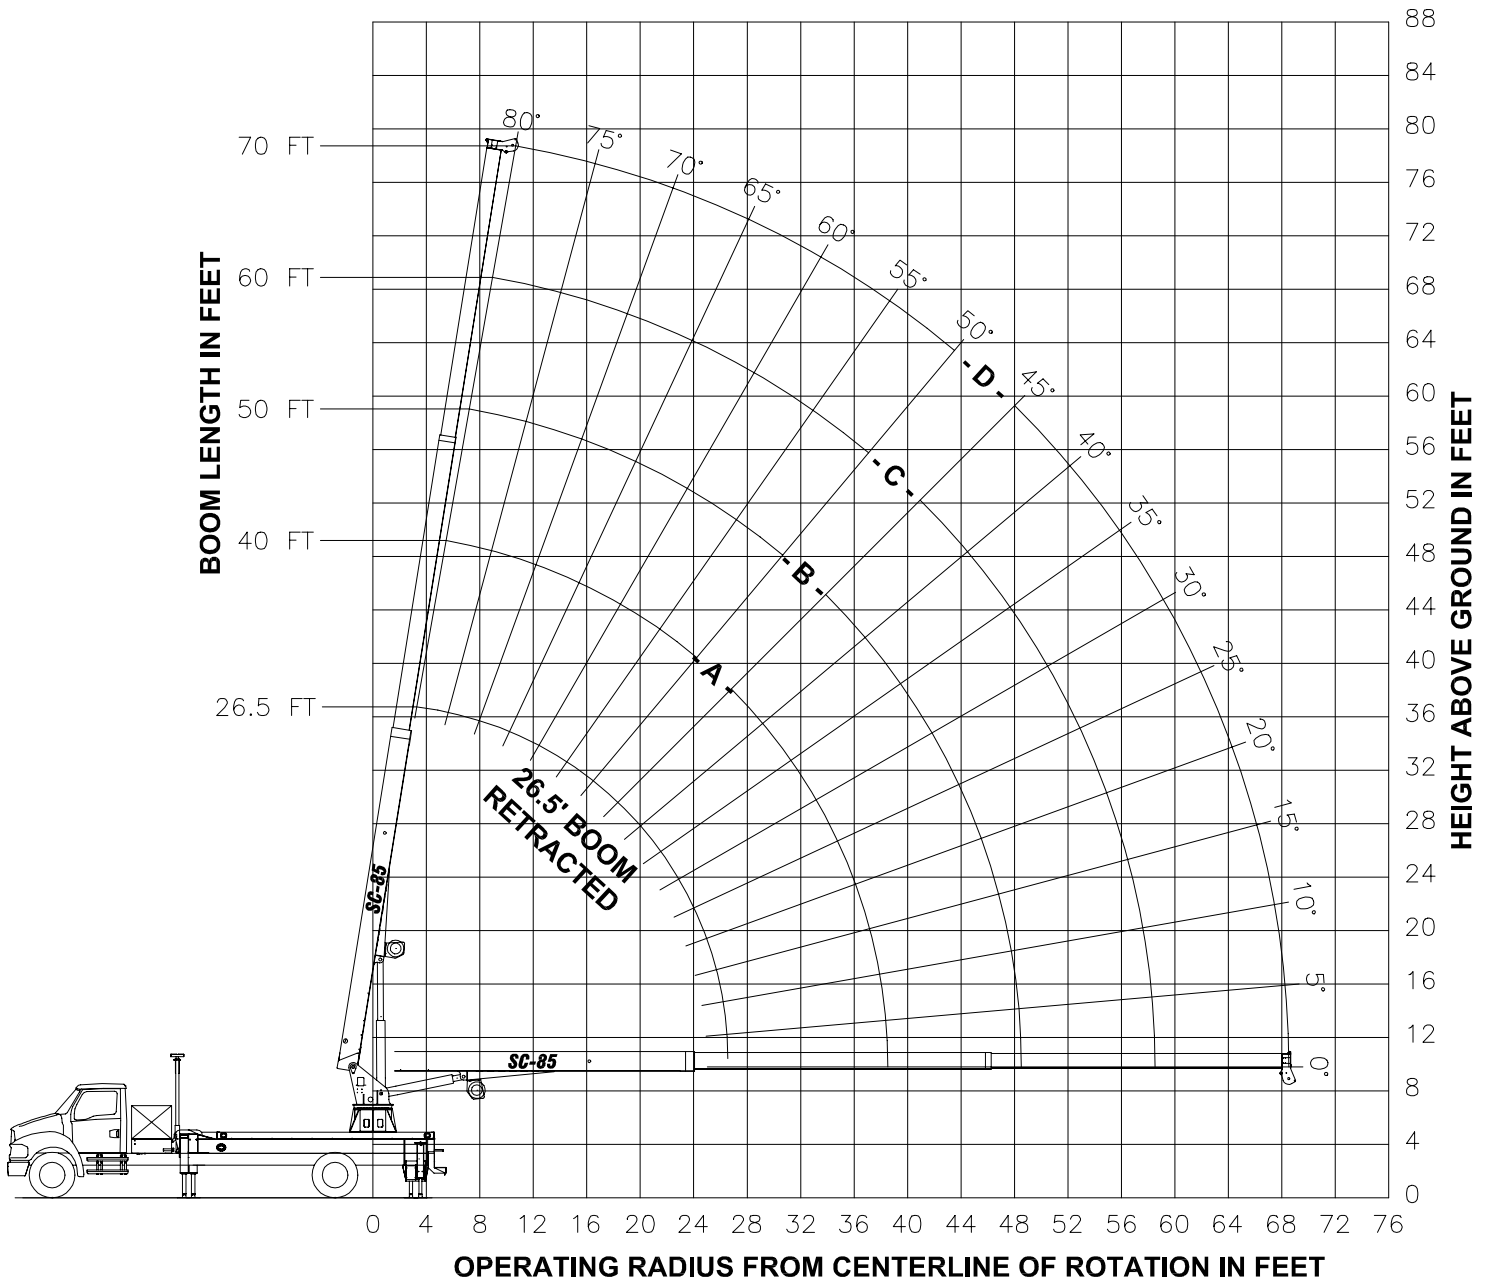 88
84
80
76
72
68
64
60
56
52
48
44
40
36
32
28
24
20
16
12
8
4
0
HEIGHT ABOVE GROUND IN FEET
BOOM LENGTH IN FEET
70 FT
60 FT
50 FT
40 FT
26.5 FT
80°
75°
70°
65°
60°
55°
50°
45°
40°
35°
30°
25°
20°
15°
10°
5°
0°
- D -
- C -
- B -
- A -
26.5' BOOM
RETRACTED
SC-85
SC-85
0 4 8 12 16 20 24 28 32 36 40 44 48 52 56 60 64 68 72 76
OPERATING RADIUS FROM CENTERLINE OF ROTATION IN FEET